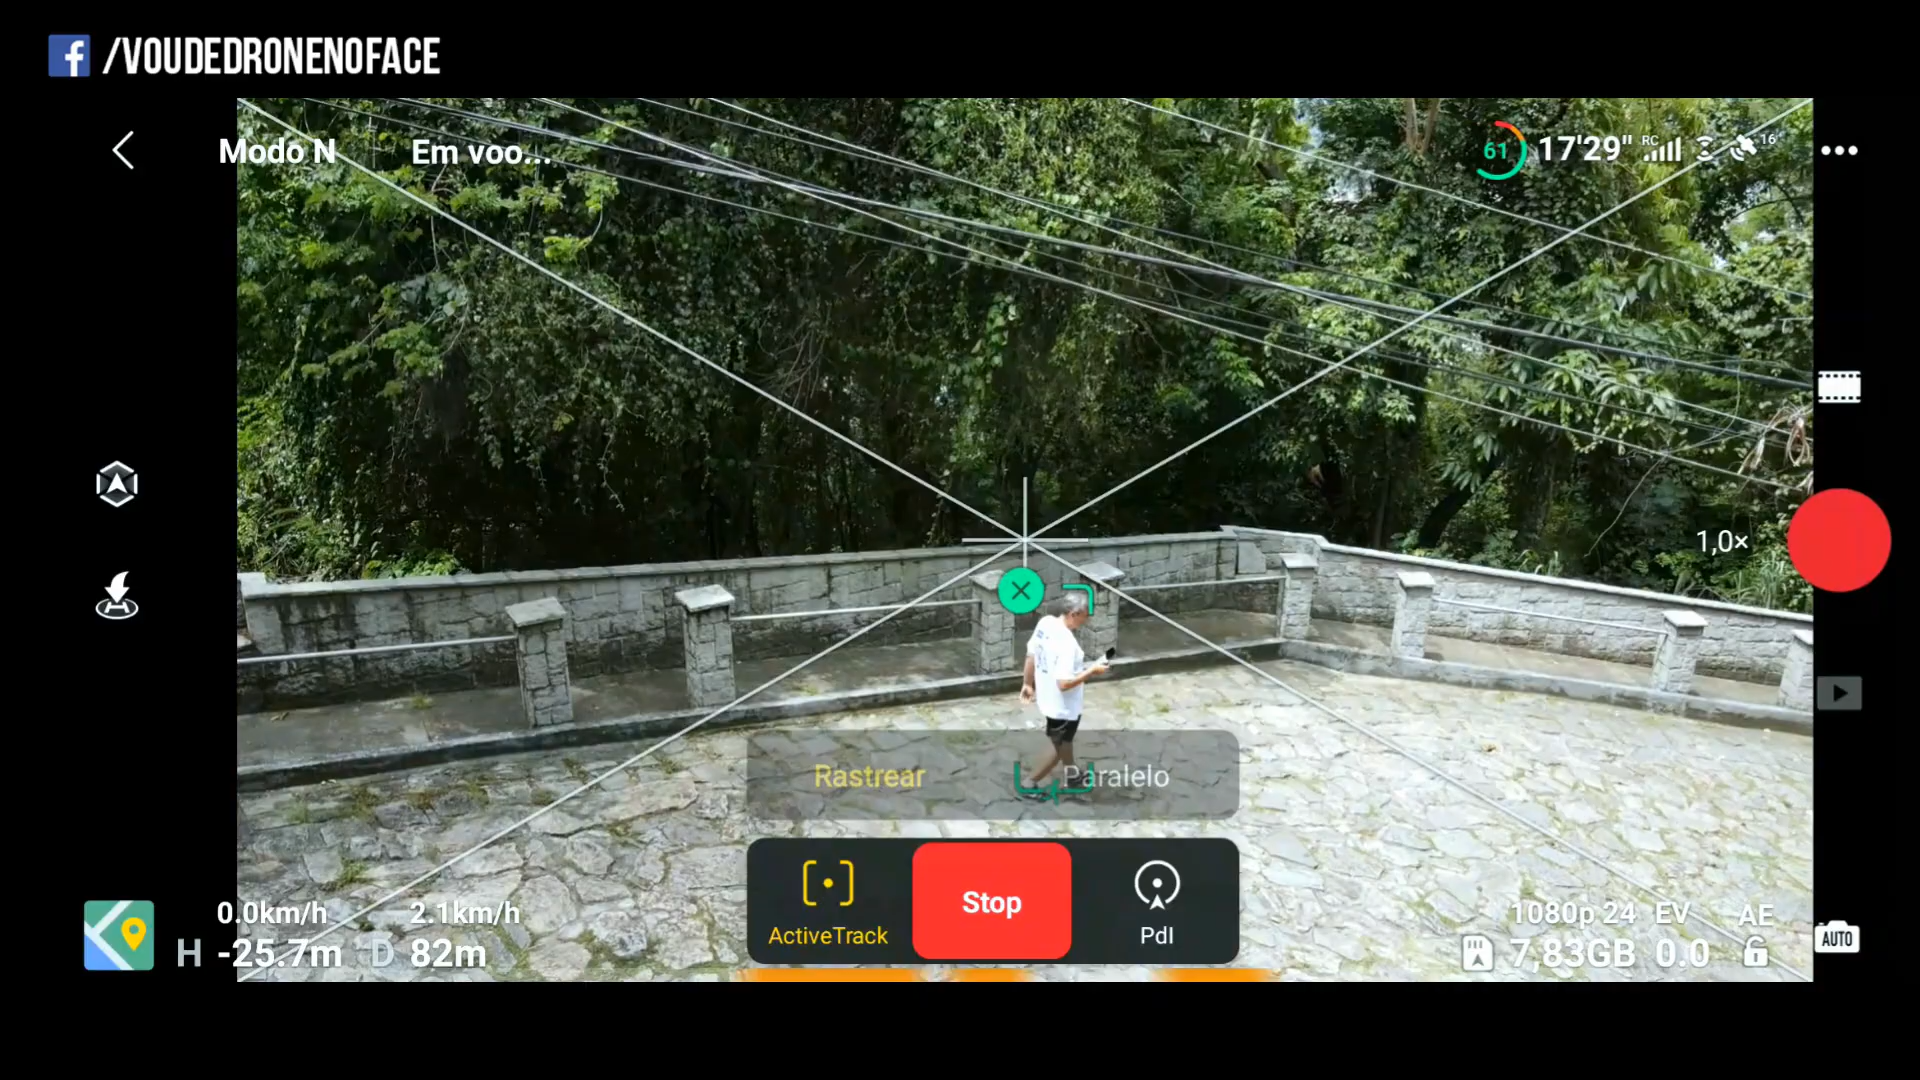 /VOUDEDRONENOFACE
Modo N Em voo...
61 17'29" RC 16
1,0×
Rastrear Paralelo
ActiveTrack Stop PdI
0.0km/h 2.1km/h
H -25.7m D 82m
1080p 24 EV AE
7,83GB 0.0
AUTO